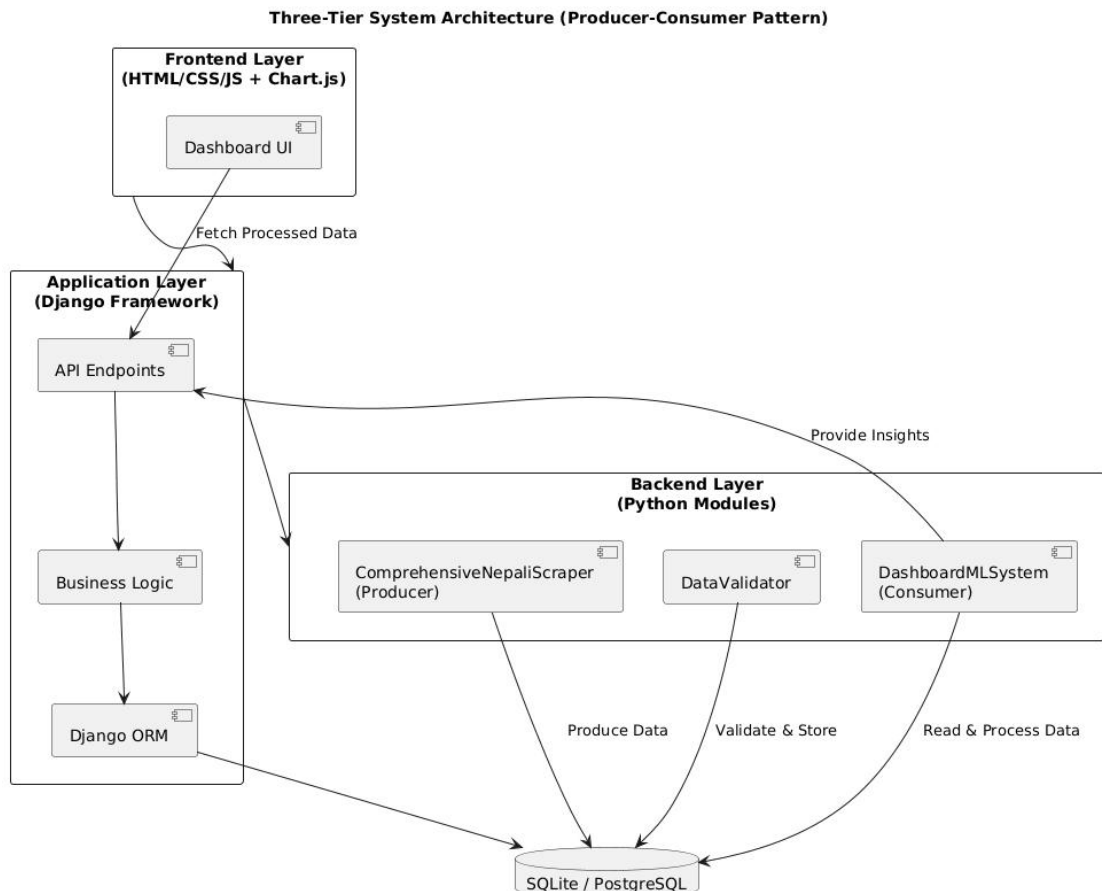 Three-Tier System Architecture (Producer-Consumer Pattern)
Frontend Layer
(HTML/CSS/JS + Chart.js)
Dashboard UI
Fetch Processed Data
Application Layer
(Django Framework)
API Endpoints
Provide Insights
Backend Layer
(Python Modules)
ComprehensiveNepaliScraper
(Producer)
DataValidator
DashboardMLSystem
(Consumer)
Business Logic
Django ORM
Produce Data
Validate & Store
Read & Process Data
SQLite / PostgreSQL